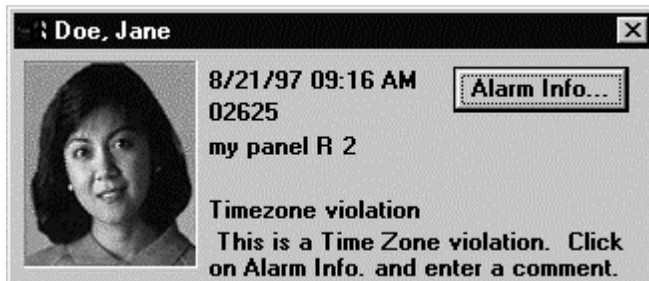 Doe, Jane
8/21/97 09:16 AM
Alarm Info...
02625
my panel R 2
Timezone violation
This is a Time Zone violation. Click
on Alarm Info. and enter a comment.